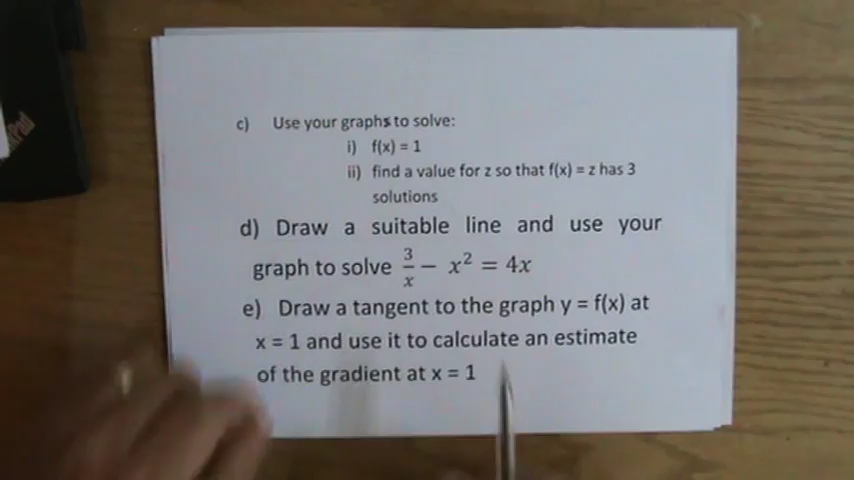 c) Use your graphs to solve:
i) f(x) = 1
ii) find a value for z so that f(x) = z has 3
solutions
d) Draw a suitable line and use your
graph to solve 3/x − x² = 4x
e) Draw a tangent to the graph y = f(x) at
x = 1 and use it to calculate an estimate
of the gradient at x = 1